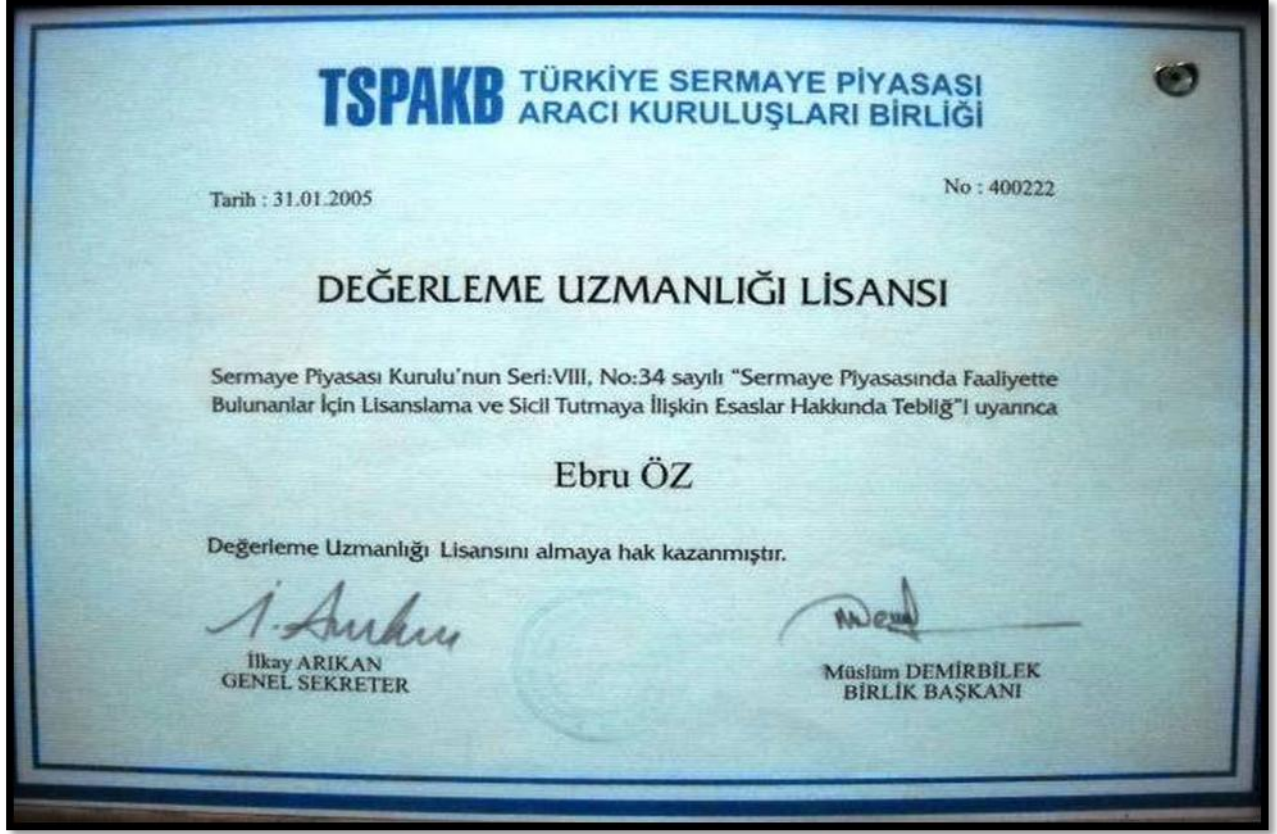 TSPAKB TÜRKİYE SERMAYE PİYASASI
ARACI KURULUŞLARI BİRLİĞİ
Tarih : 31.01.2005
No : 400222
DEĞERLEME UZMANLIĞI LİSANSI
Sermaye Piyasası Kurulu'nun Seri:VIII, No:34 sayılı "Sermaye Piyasasında Faaliyette
Bulunanlar İçin Lisanslama ve Sicil Tutmaya İlişkin Esaslar Hakkında Tebliğ"i uyarınca
Ebru ÖZ
Değerleme Uzmanlığı Lisansını almaya hak kazanmıştır.
İ. Arıkan
İlkay ARIKAN
GENEL SEKRETER
Müslüm DEMİRBİLEK
BİRLİK BAŞKANI